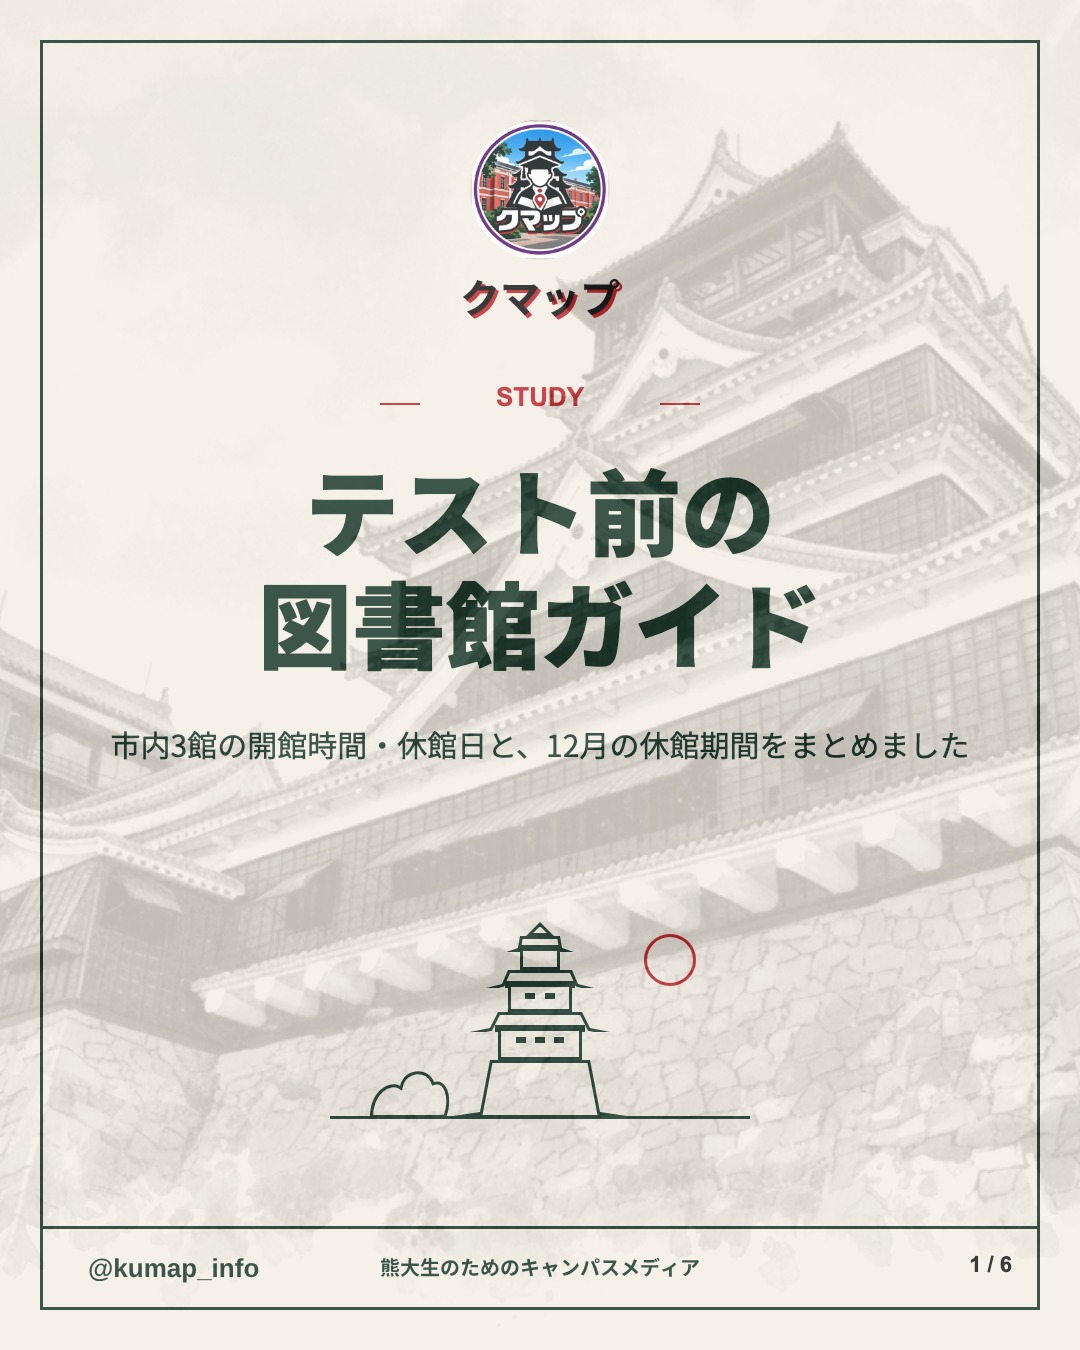 クマップ
クマップ
STUDY
テスト前の
図書館ガイド
市内3館の開館時間・休館日と、12月の休館期間をまとめました
@kumap_info
熊大生のためのキャンパスメディア
1 / 6